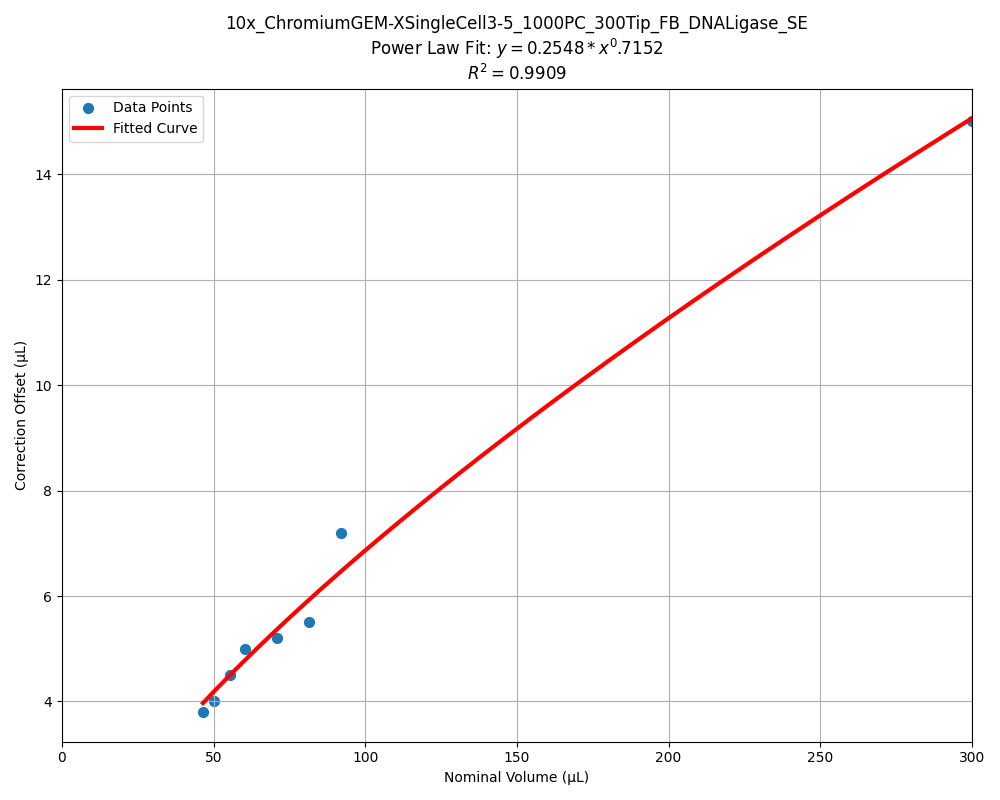 10x_ChromiumGEM-XSingleCell3-5_1000PC_300Tip_FB_DNALigase_SE
Power Law Fit: y = 0.2548 * x⁰.7152
R² = 0.9909
Data Points
Fitted Curve
14
12
10
8
6
4
Correction Offset (µL)
0 50 100 150 200 250 300
Nominal Volume (µL)